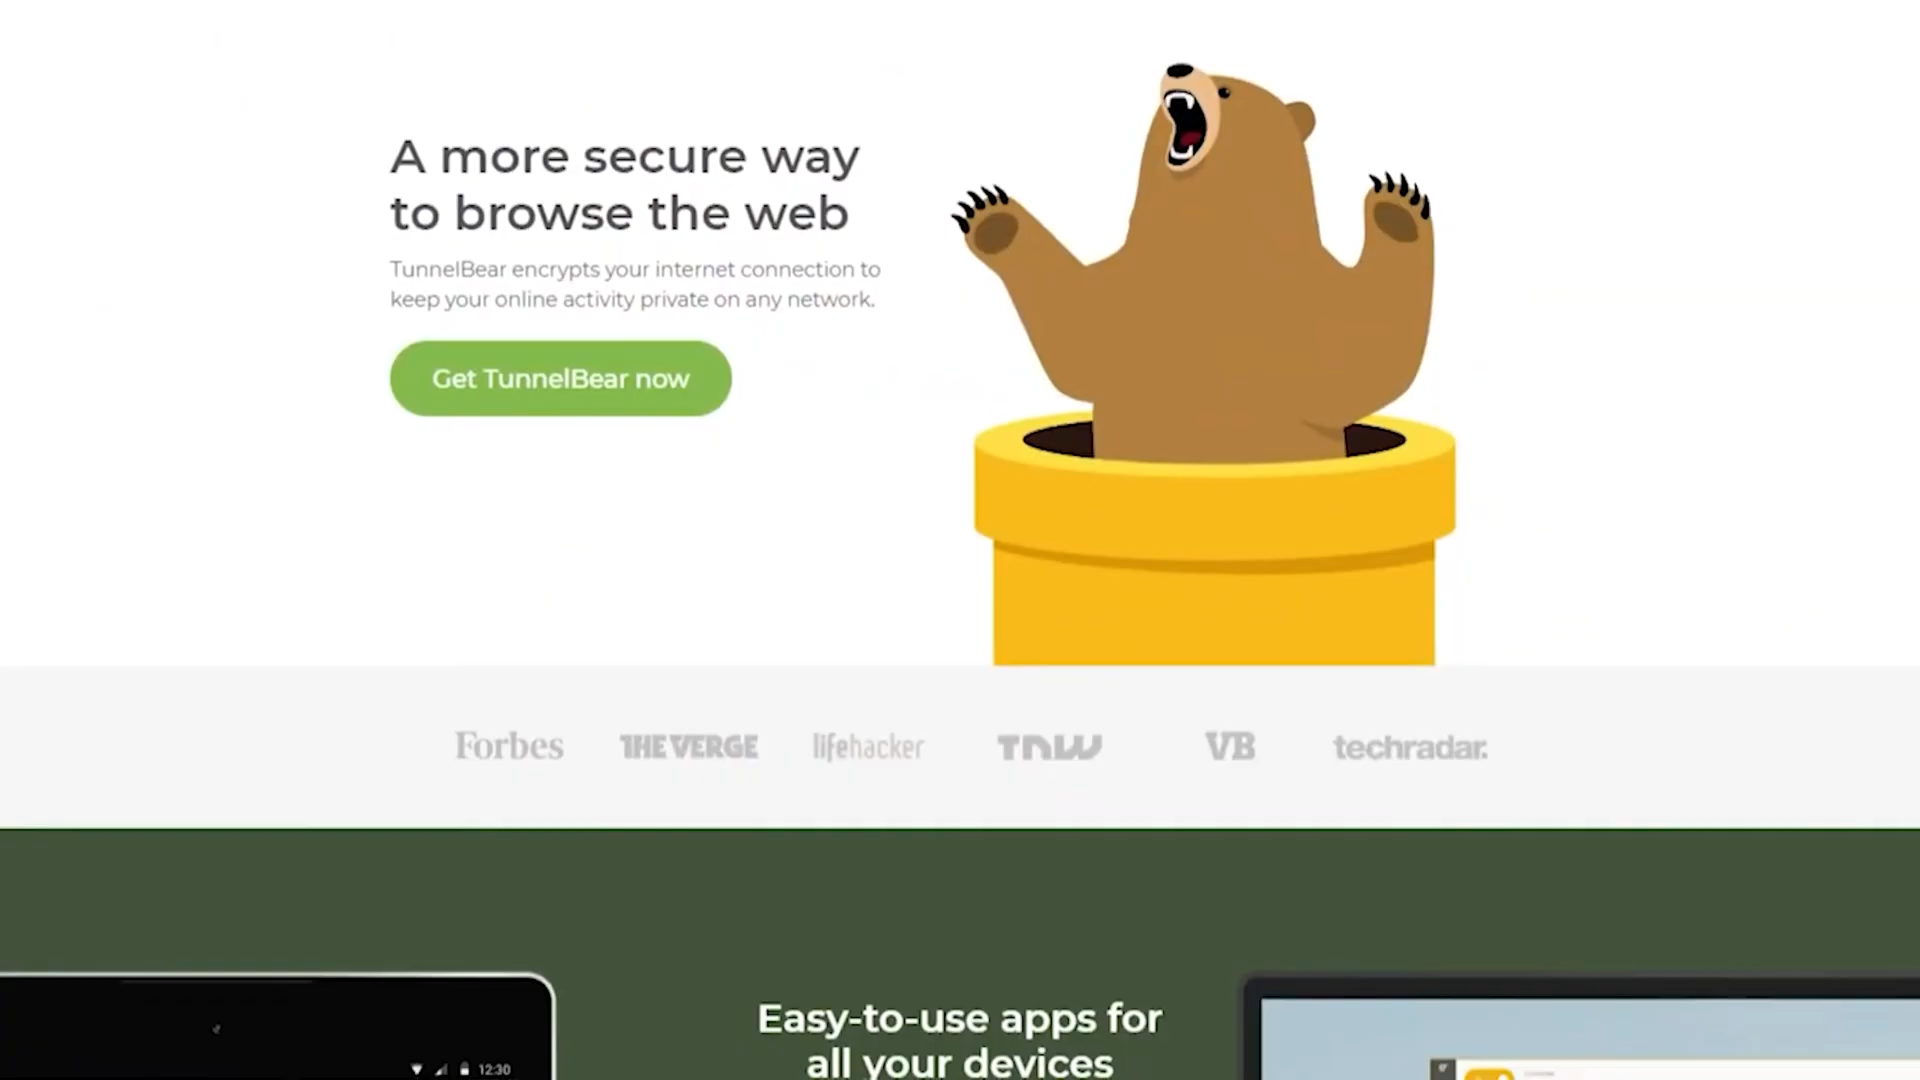 A more secure way
to browse the web
TunnelBear encrypts your internet connection to
keep your online activity private on any network.
Get TunnelBear now
Forbes
THE VERGE
lifehacker
TNW
VB
techradar.
Easy-to-use apps for
all your devices
12:30